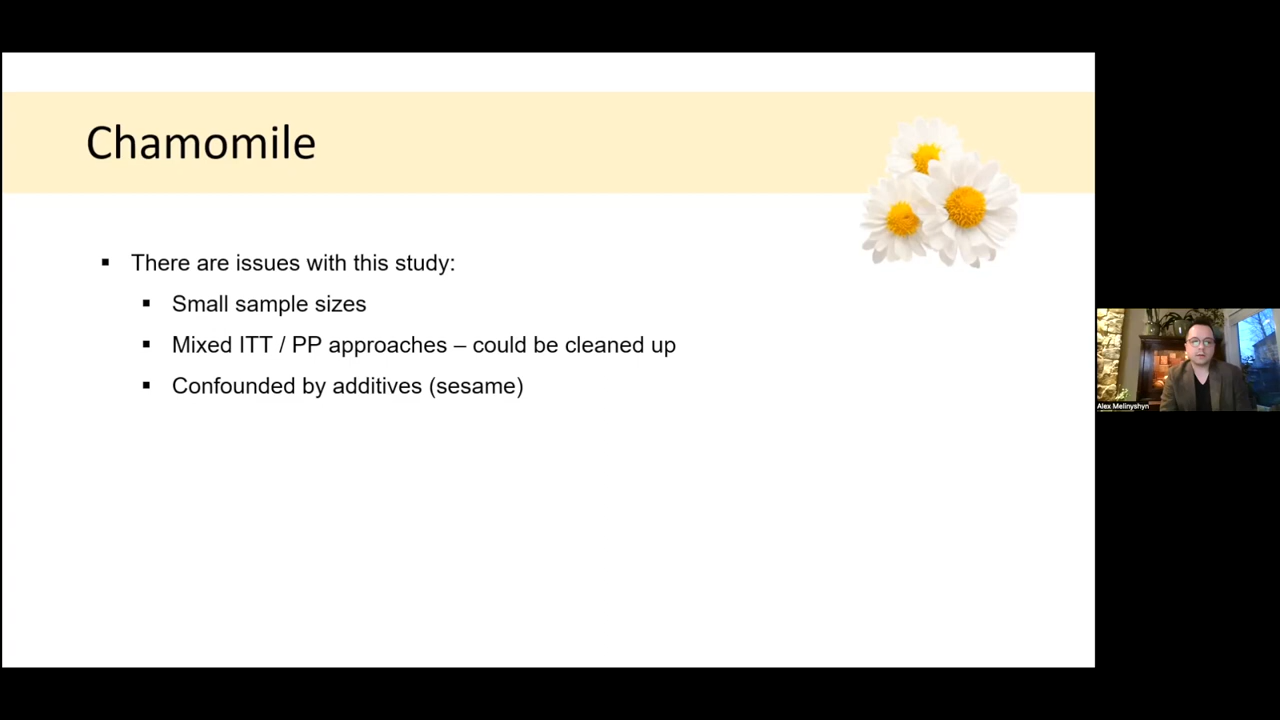 Chamomile
▪ There are issues with this study:
▪ Small sample sizes
▪ Mixed ITT / PP approaches – could be cleaned up
▪ Confounded by additives (sesame)
Alex Melinyshyn